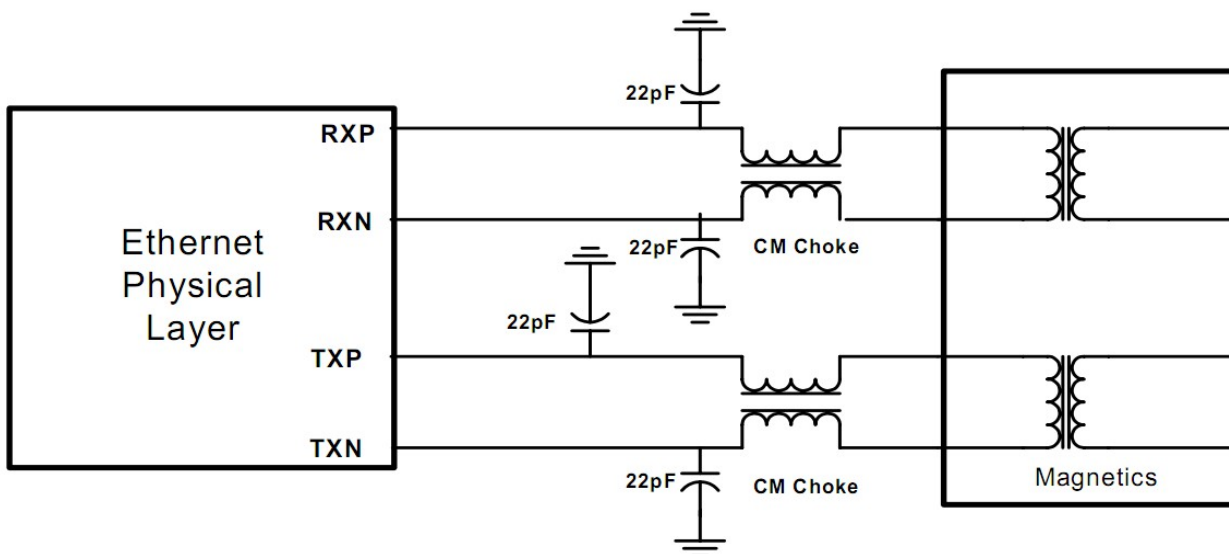 22pF
RXP
RXN
22pF
CM Choke
Ethernet
Physical
Layer
22pF
TXP
TXN
22pF
CM Choke
Magnetics